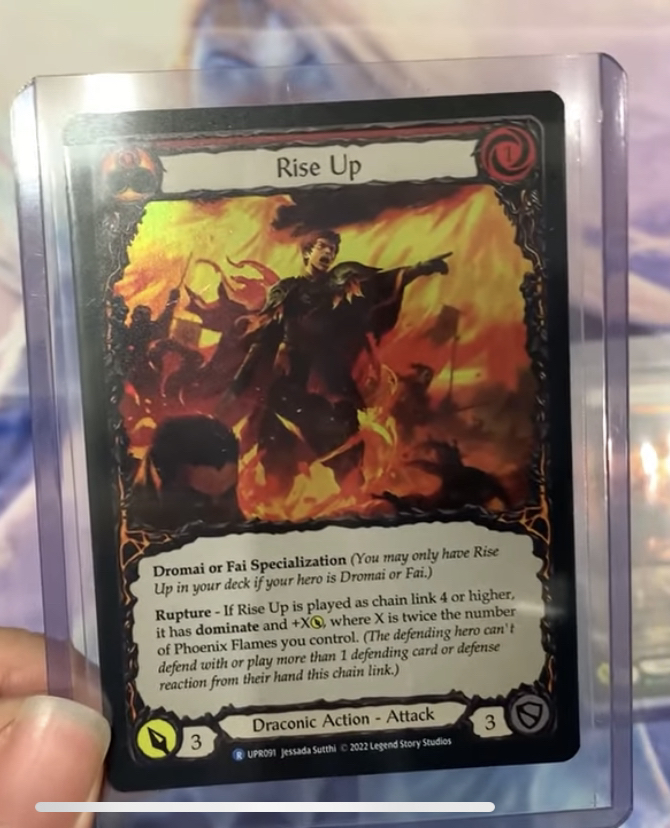 Rise Up
1
Dromai or Fai Specialization (You may only have Rise
Up in your deck if your hero is Dromai or Fai.)
Rupture - If Rise Up is played as chain link 4 or higher,
it has dominate and +X, where X is twice the number
of Phoenix Flames you control. (The defending hero can't
defend with or play more than 1 defending card or defense
reaction from their hand this chain link.)
3
Draconic Action - Attack
3
R UPR091 Jessada Sutthi © 2022 Legend Story Studios